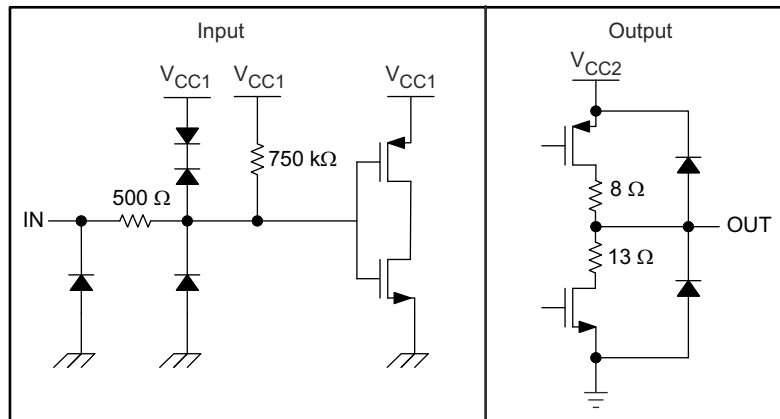 Input
Output
VCC1
VCC1
VCC1
VCC2
750 kΩ
500 Ω
8 Ω
IN
OUT
13 Ω